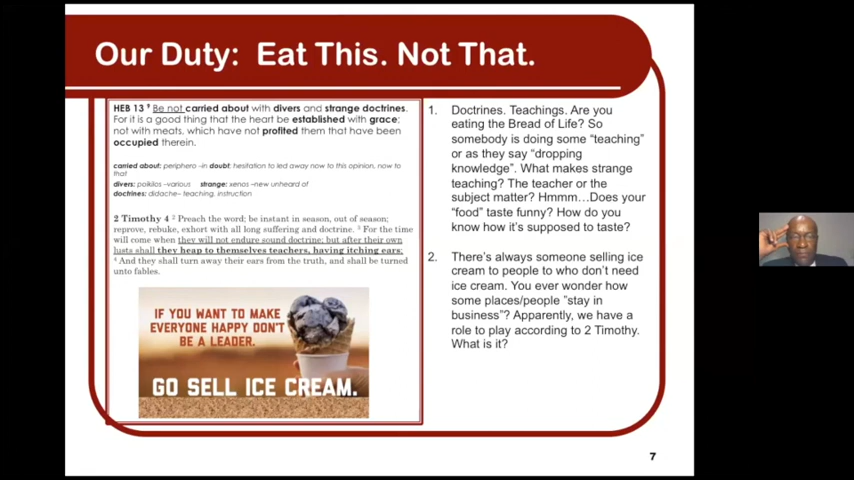 Our Duty: Eat This. Not That.
HEB 13 9 Be not carried about with divers and strange doctrines.
For it is a good thing that the heart be established with grace;
not with meats, which have not profited them that have been
occupied therein.
carried about: periphero –in doubt: hesitation to led away now to this opinion, now to
that
divers: poikilos –various strange: xenos –new unheard of
doctrines: didache– teaching, instruction
2 Timothy 4 2 Preach the word; be instant in season, out of season;
reprove, rebuke, exhort with all long suffering and doctrine. 3 For the time
will come when they will not endure sound doctrine; but after their own
lusts shall they heap to themselves teachers, having itching ears;
4 And they shall turn away their ears from the truth, and shall be turned
unto fables.
IF YOU WANT TO MAKE
EVERYONE HAPPY DON'T
BE A LEADER.
GO SELL ICE CREAM.
1. Doctrines. Teachings. Are you
eating the Bread of Life? So
somebody is doing some “teaching”
or as they say “dropping
knowledge”. What makes strange
teaching? The teacher or the
subject matter? Hmmm…Does your
“food” taste funny? How do you
know how it’s supposed to taste?
2. There’s always someone selling ice
cream to people to who don’t need
ice cream. You ever wonder how
some places/people ”stay in
business”? Apparently, we have a
role to play according to 2 Timothy.
What is it?
7